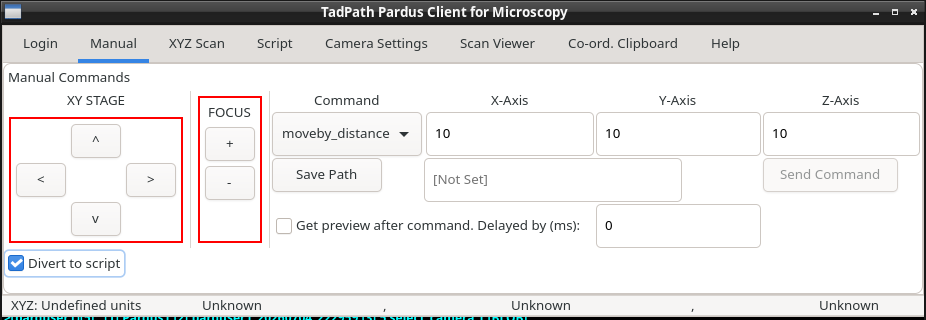 TadPath Pardus Client for Microscopy
Login Manual XYZ Scan Script Camera Settings Scan Viewer Co-ord. Clipboard Help
Manual Commands
XY STAGE FOCUS Command X-Axis Y-Axis Z-Axis
^ + moveby_distance 10 10 10
< > - Save Path [Not Set] Send Command
v Get preview after command. Delayed by (ms): 0
Divert to script
XYZ: Undefined units Unknown , Unknown , Unknown